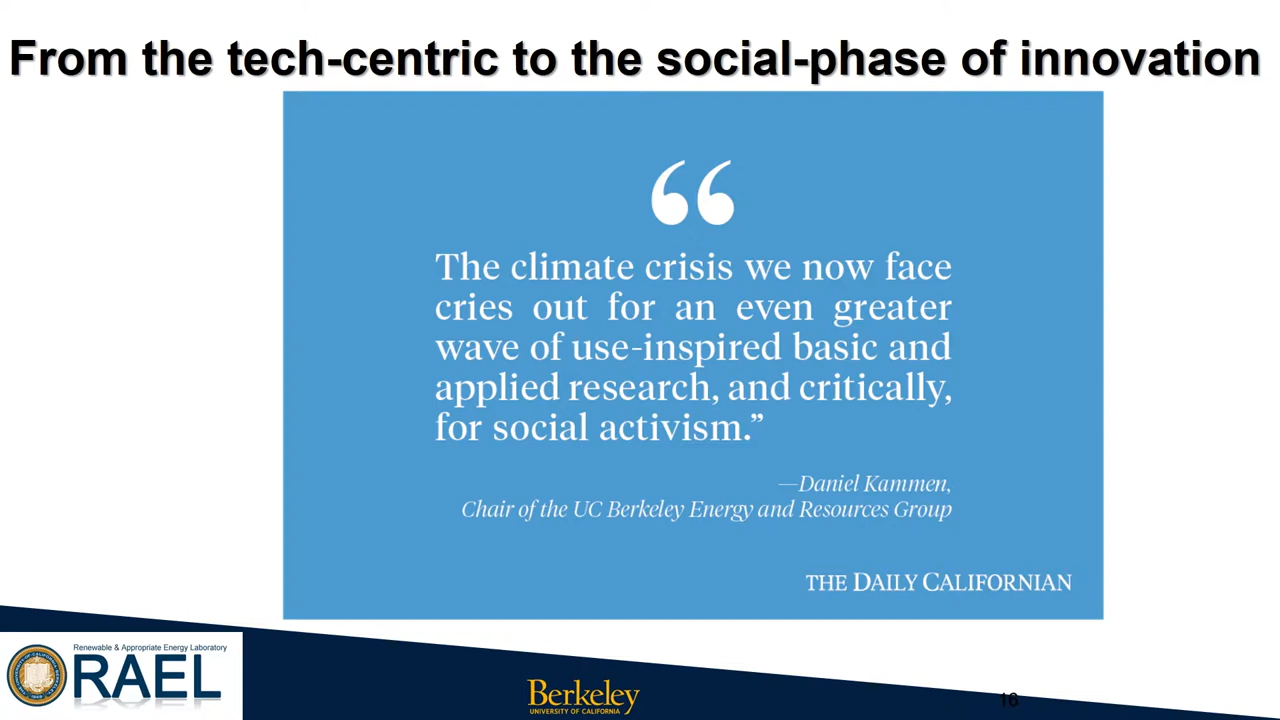 From the tech-centric to the social-phase of innovation
“
The climate crisis we now face
cries out for an even greater
wave of use-inspired basic and
applied research, and critically,
for social activism.”
—Daniel Kammen,
Chair of the UC Berkeley Energy and Resources Group
THE DAILY CALIFORNIAN
Renewable & Appropriate Energy Laboratory
RAEL
Berkeley
UNIVERSITY OF CALIFORNIA
16